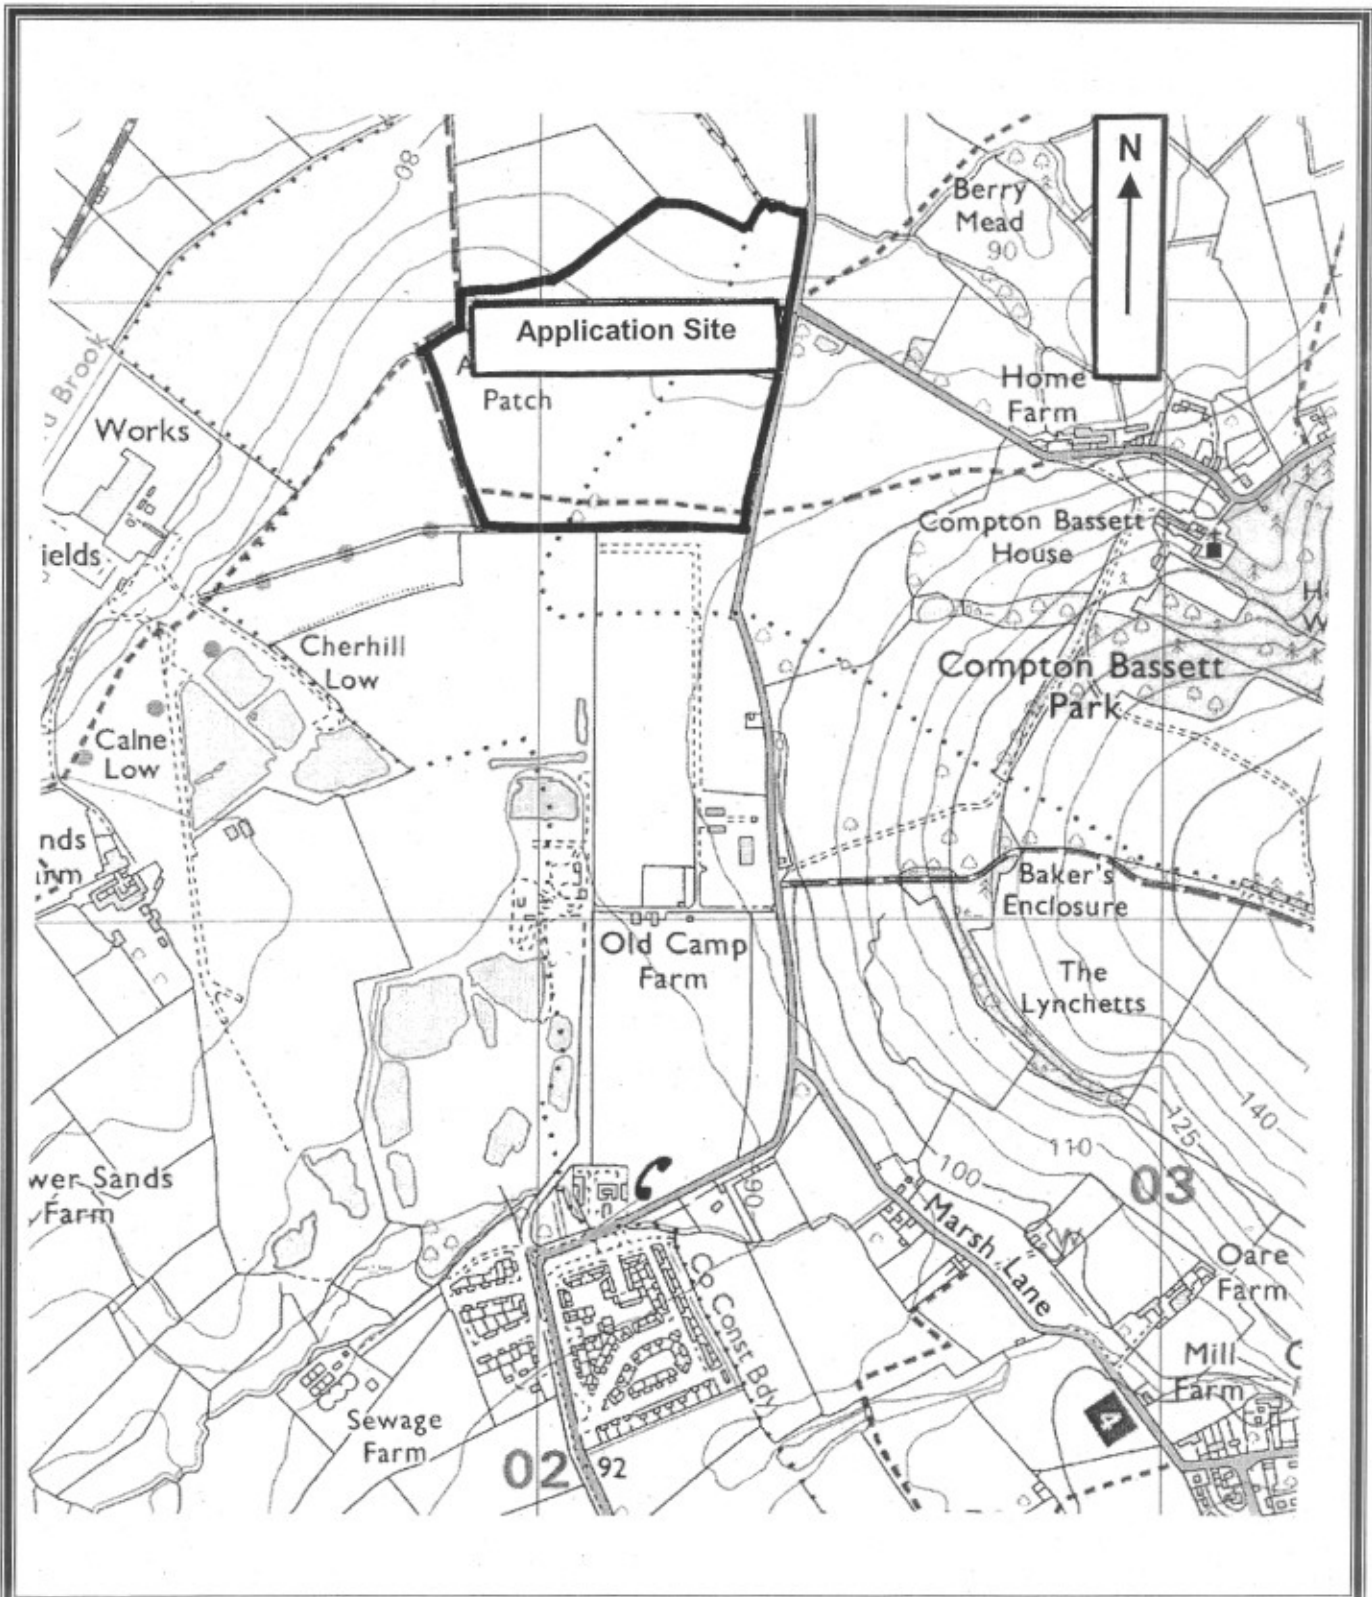 80
N
Berry
Mead
90
Application Site
Patch
Brook
Home
Farm
Works
Compton Bassett
House
ields
H
W
Cherhill
Low
Compton Bassett
Park
Calne
Low
nds
arm
Baker's
Enclosure
Old Camp
Farm
The
Lynchetts
140
125
110
100
03
90
wer Sands
Farm
Marsh Lane
Oare
Farm
Co Const Bdy
Mill
Farm
C
4
Sewage
Farm
02
92